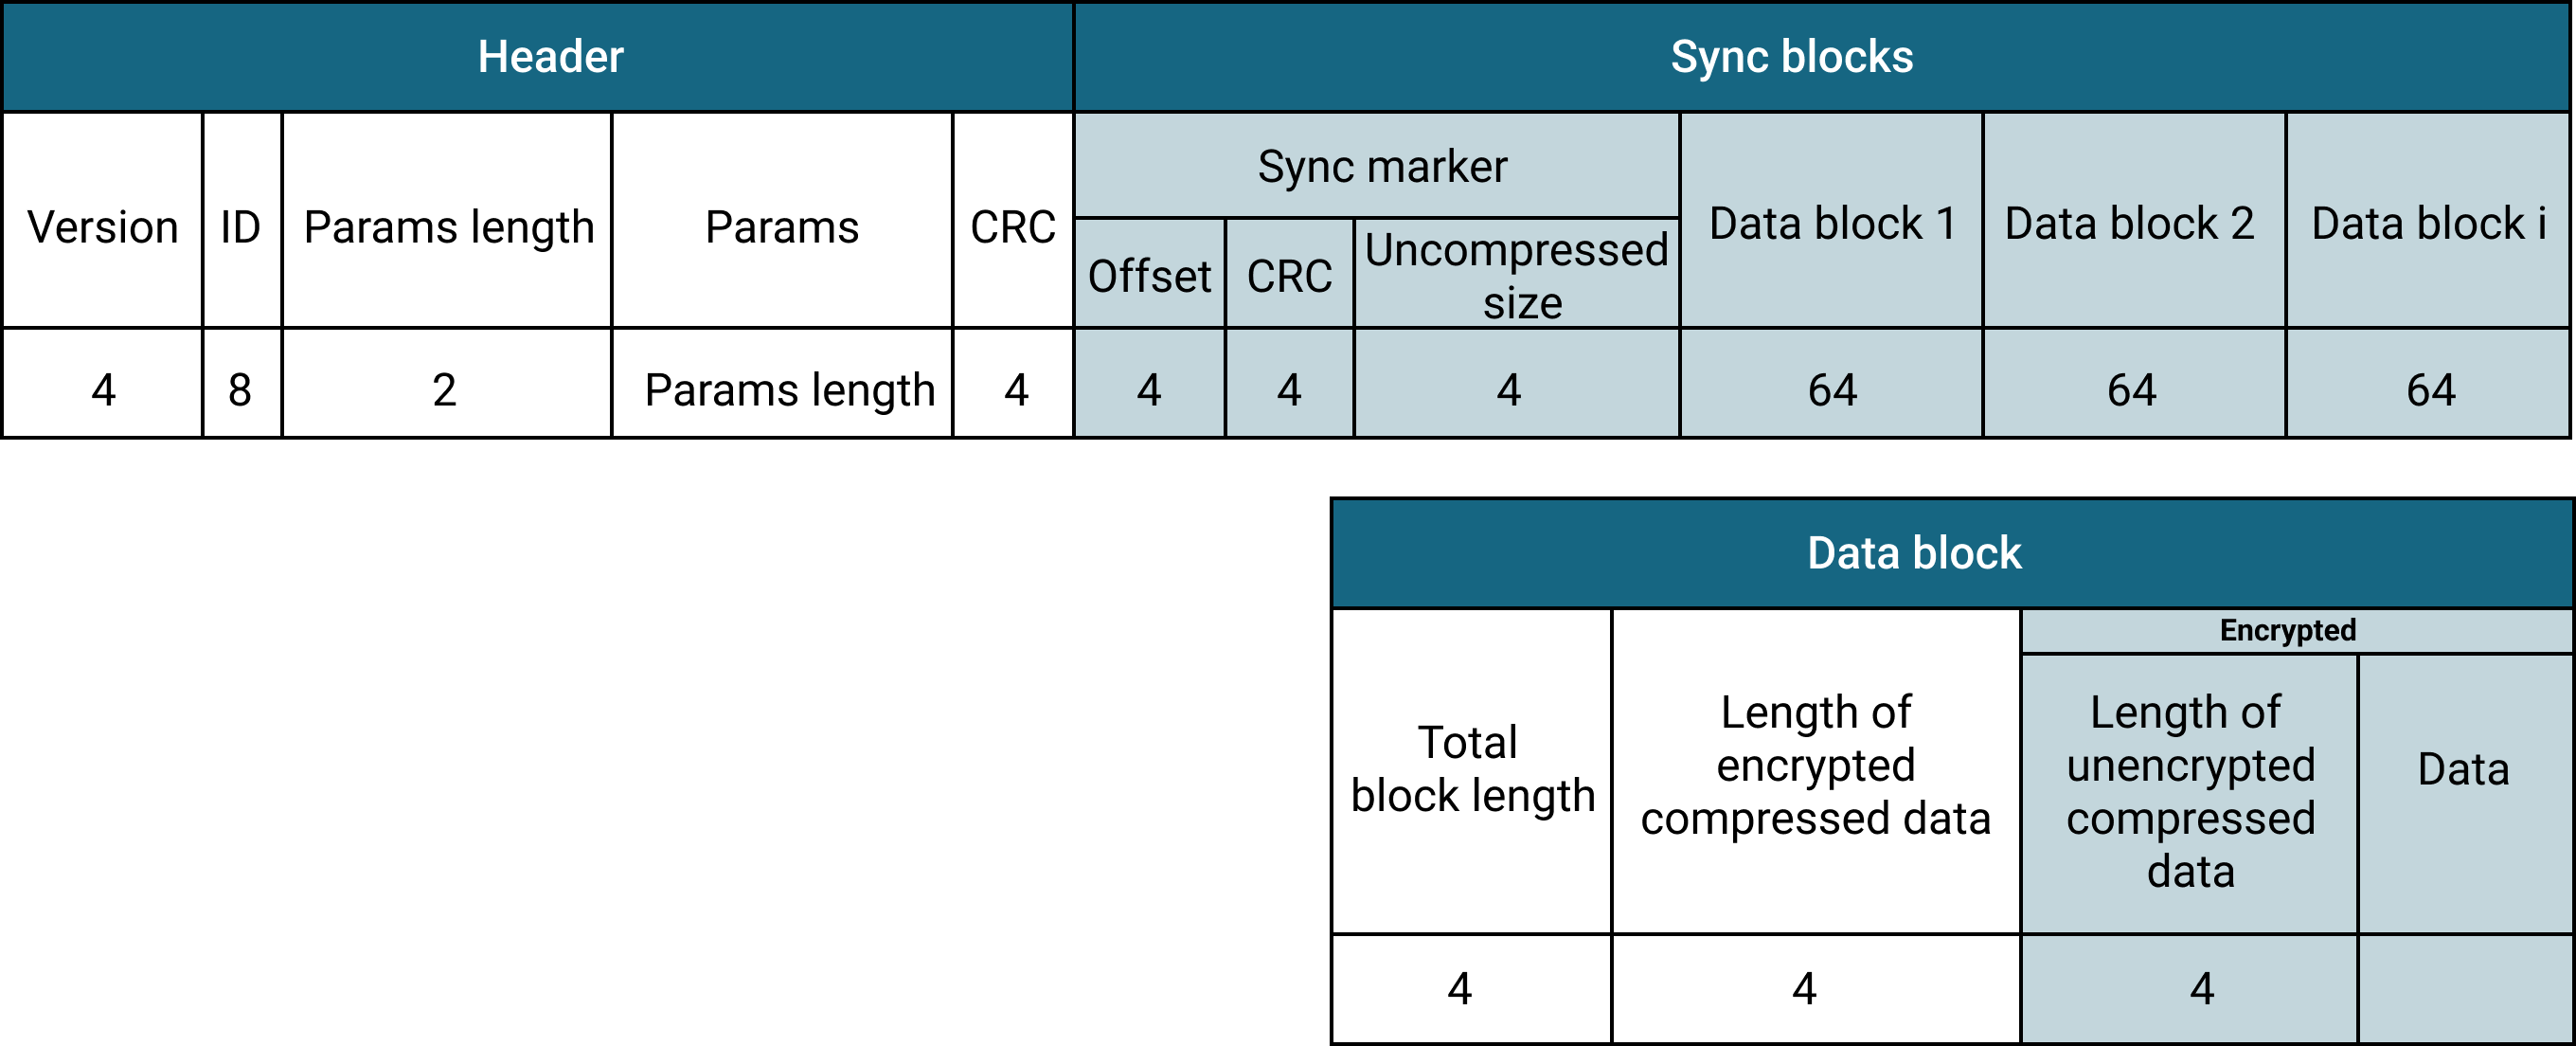 Header
Sync blocks
Version
ID
Params length
Params
CRC
Sync marker
Offset
CRC
Uncompressed
size
Data block 1
Data block 2
Data block i
4
8
2
Params length
4
4
4
4
64
64
64
Data block
Total
block length
Length of
encrypted
compressed data
Encrypted
Length of
unencrypted
compressed
data
Data
4
4
4